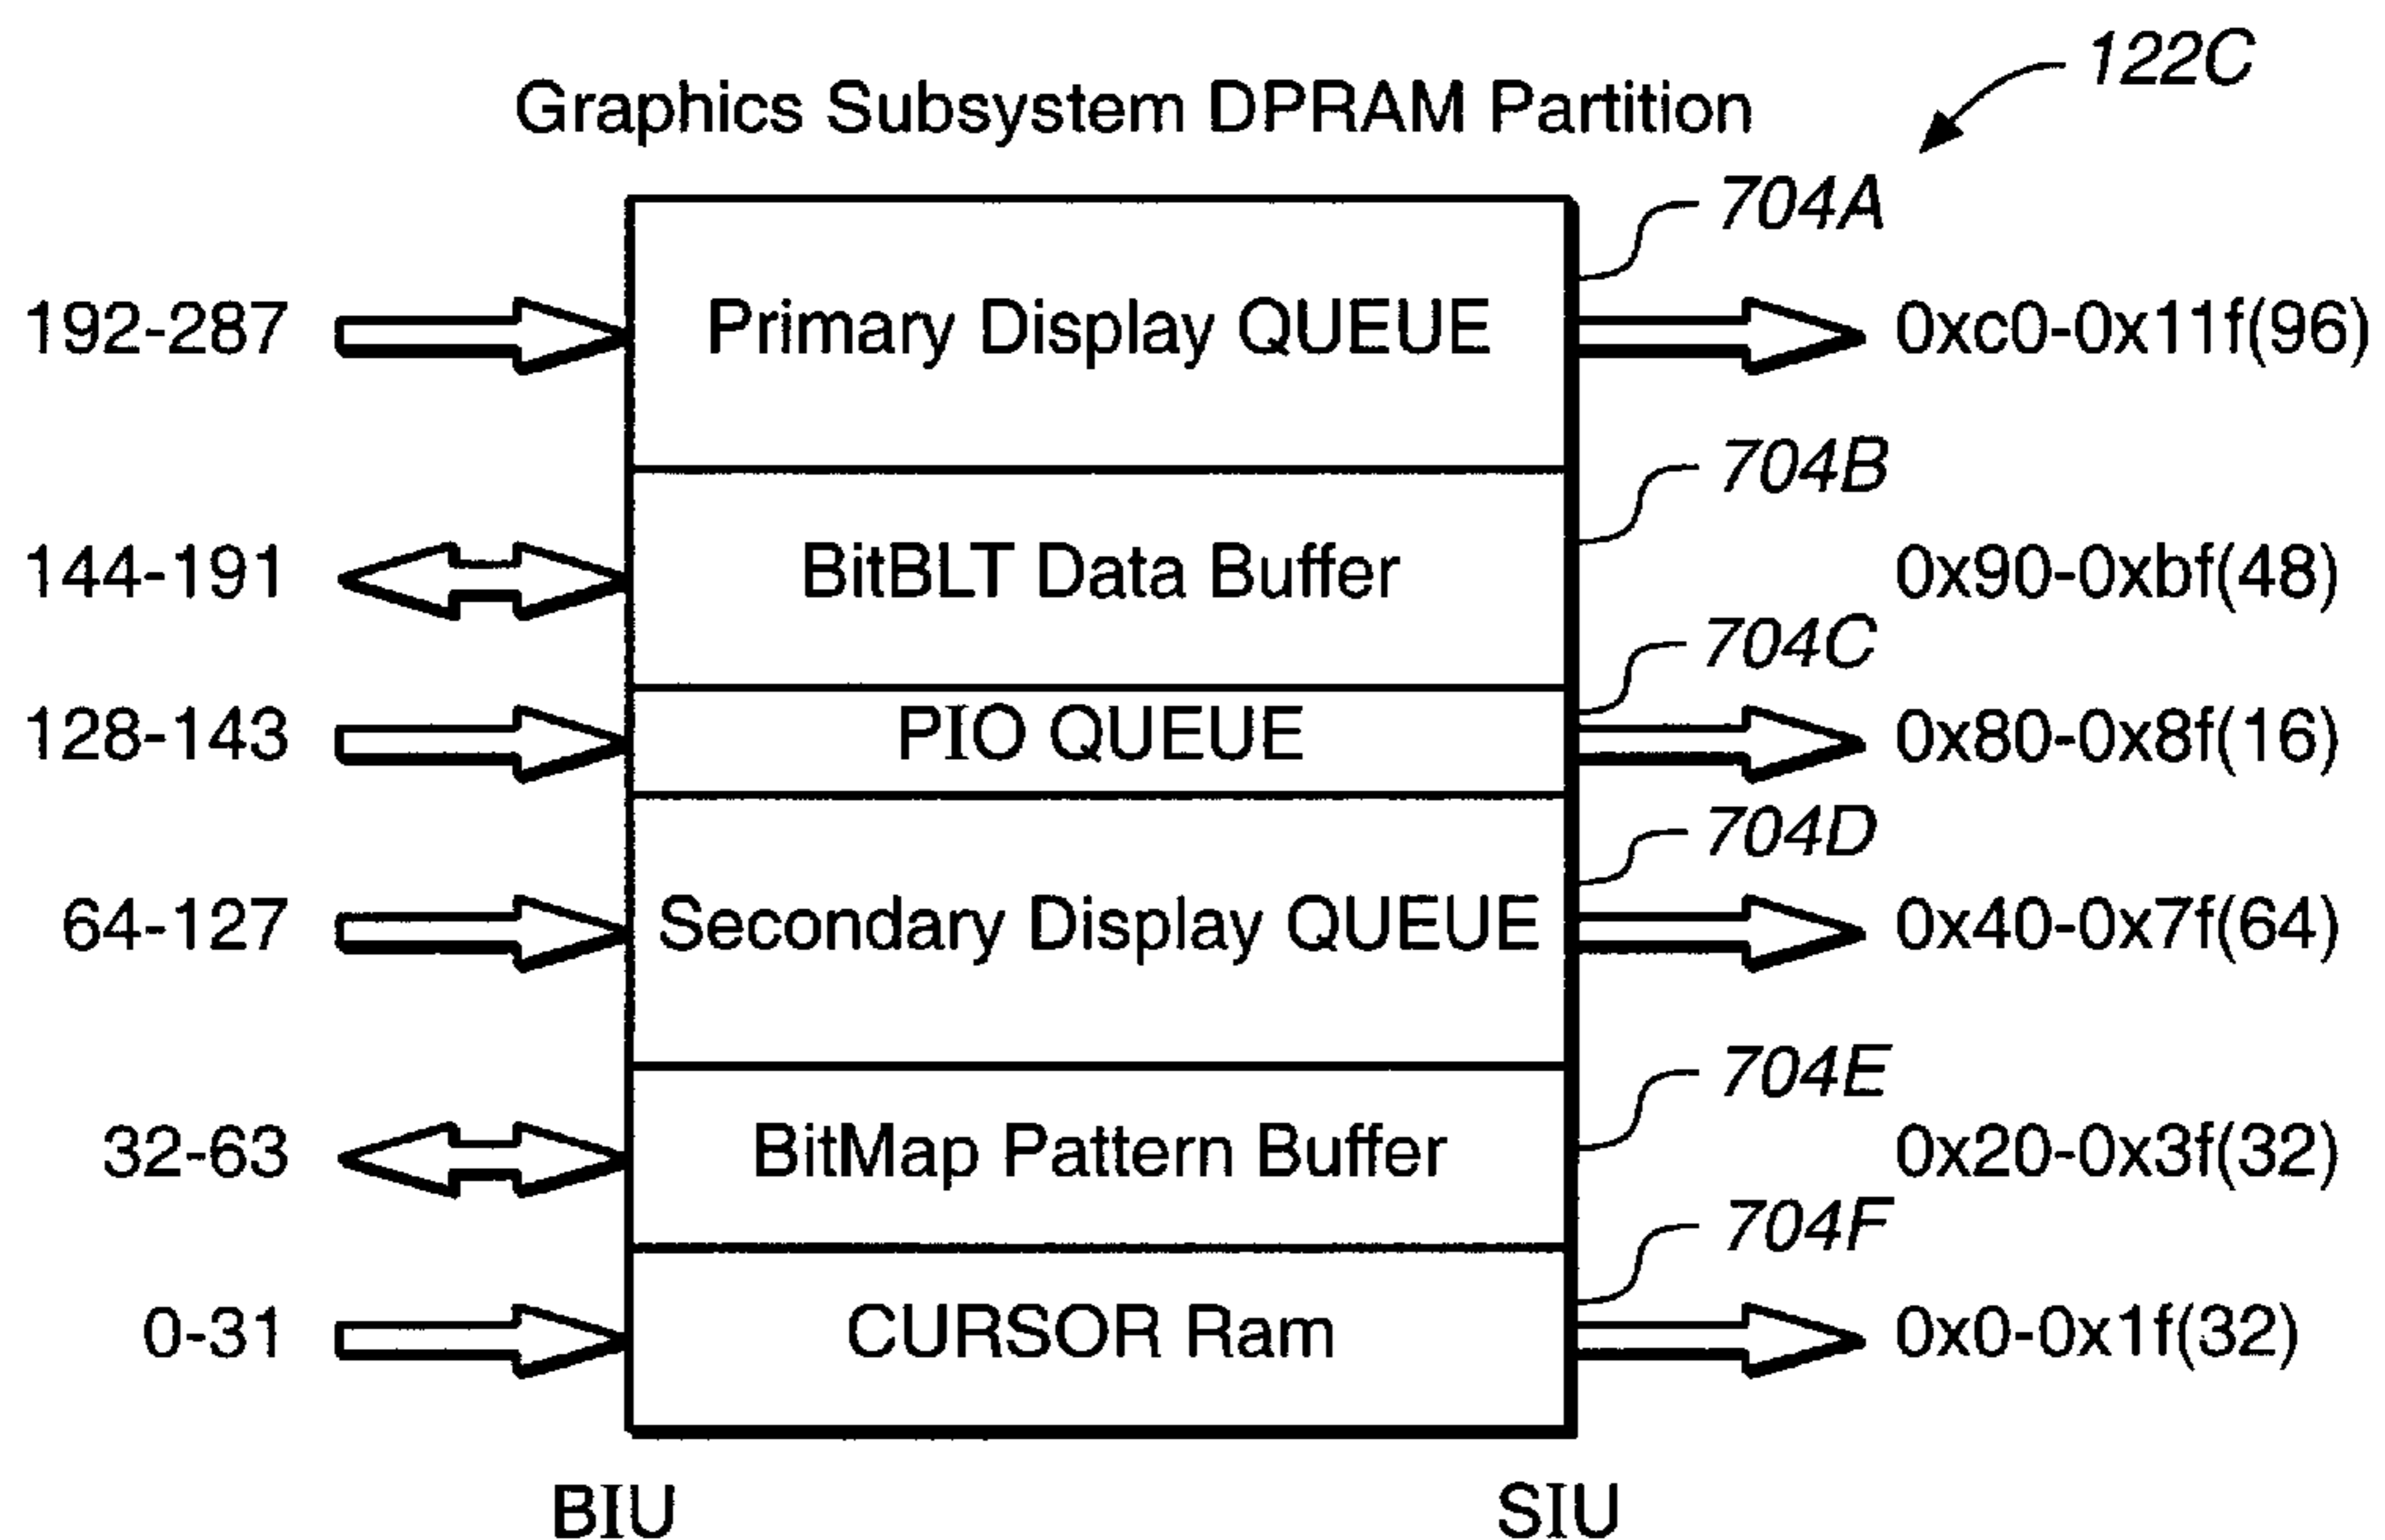 122C
Graphics Subsystem DPRAM Partition
704A
192-287 Primary Display QUEUE 0xc0-0x11f(96)
704B
144-191 BitBLT Data Buffer 0x90-0xbf(48)
704C
128-143 PIO QUEUE 0x80-0x8f(16)
704D
64-127 Secondary Display QUEUE 0x40-0x7f(64)
704E
32-63 BitMap Pattern Buffer 0x20-0x3f(32)
704F
0-31 CURSOR Ram 0x0-0x1f(32)
BIU SIU